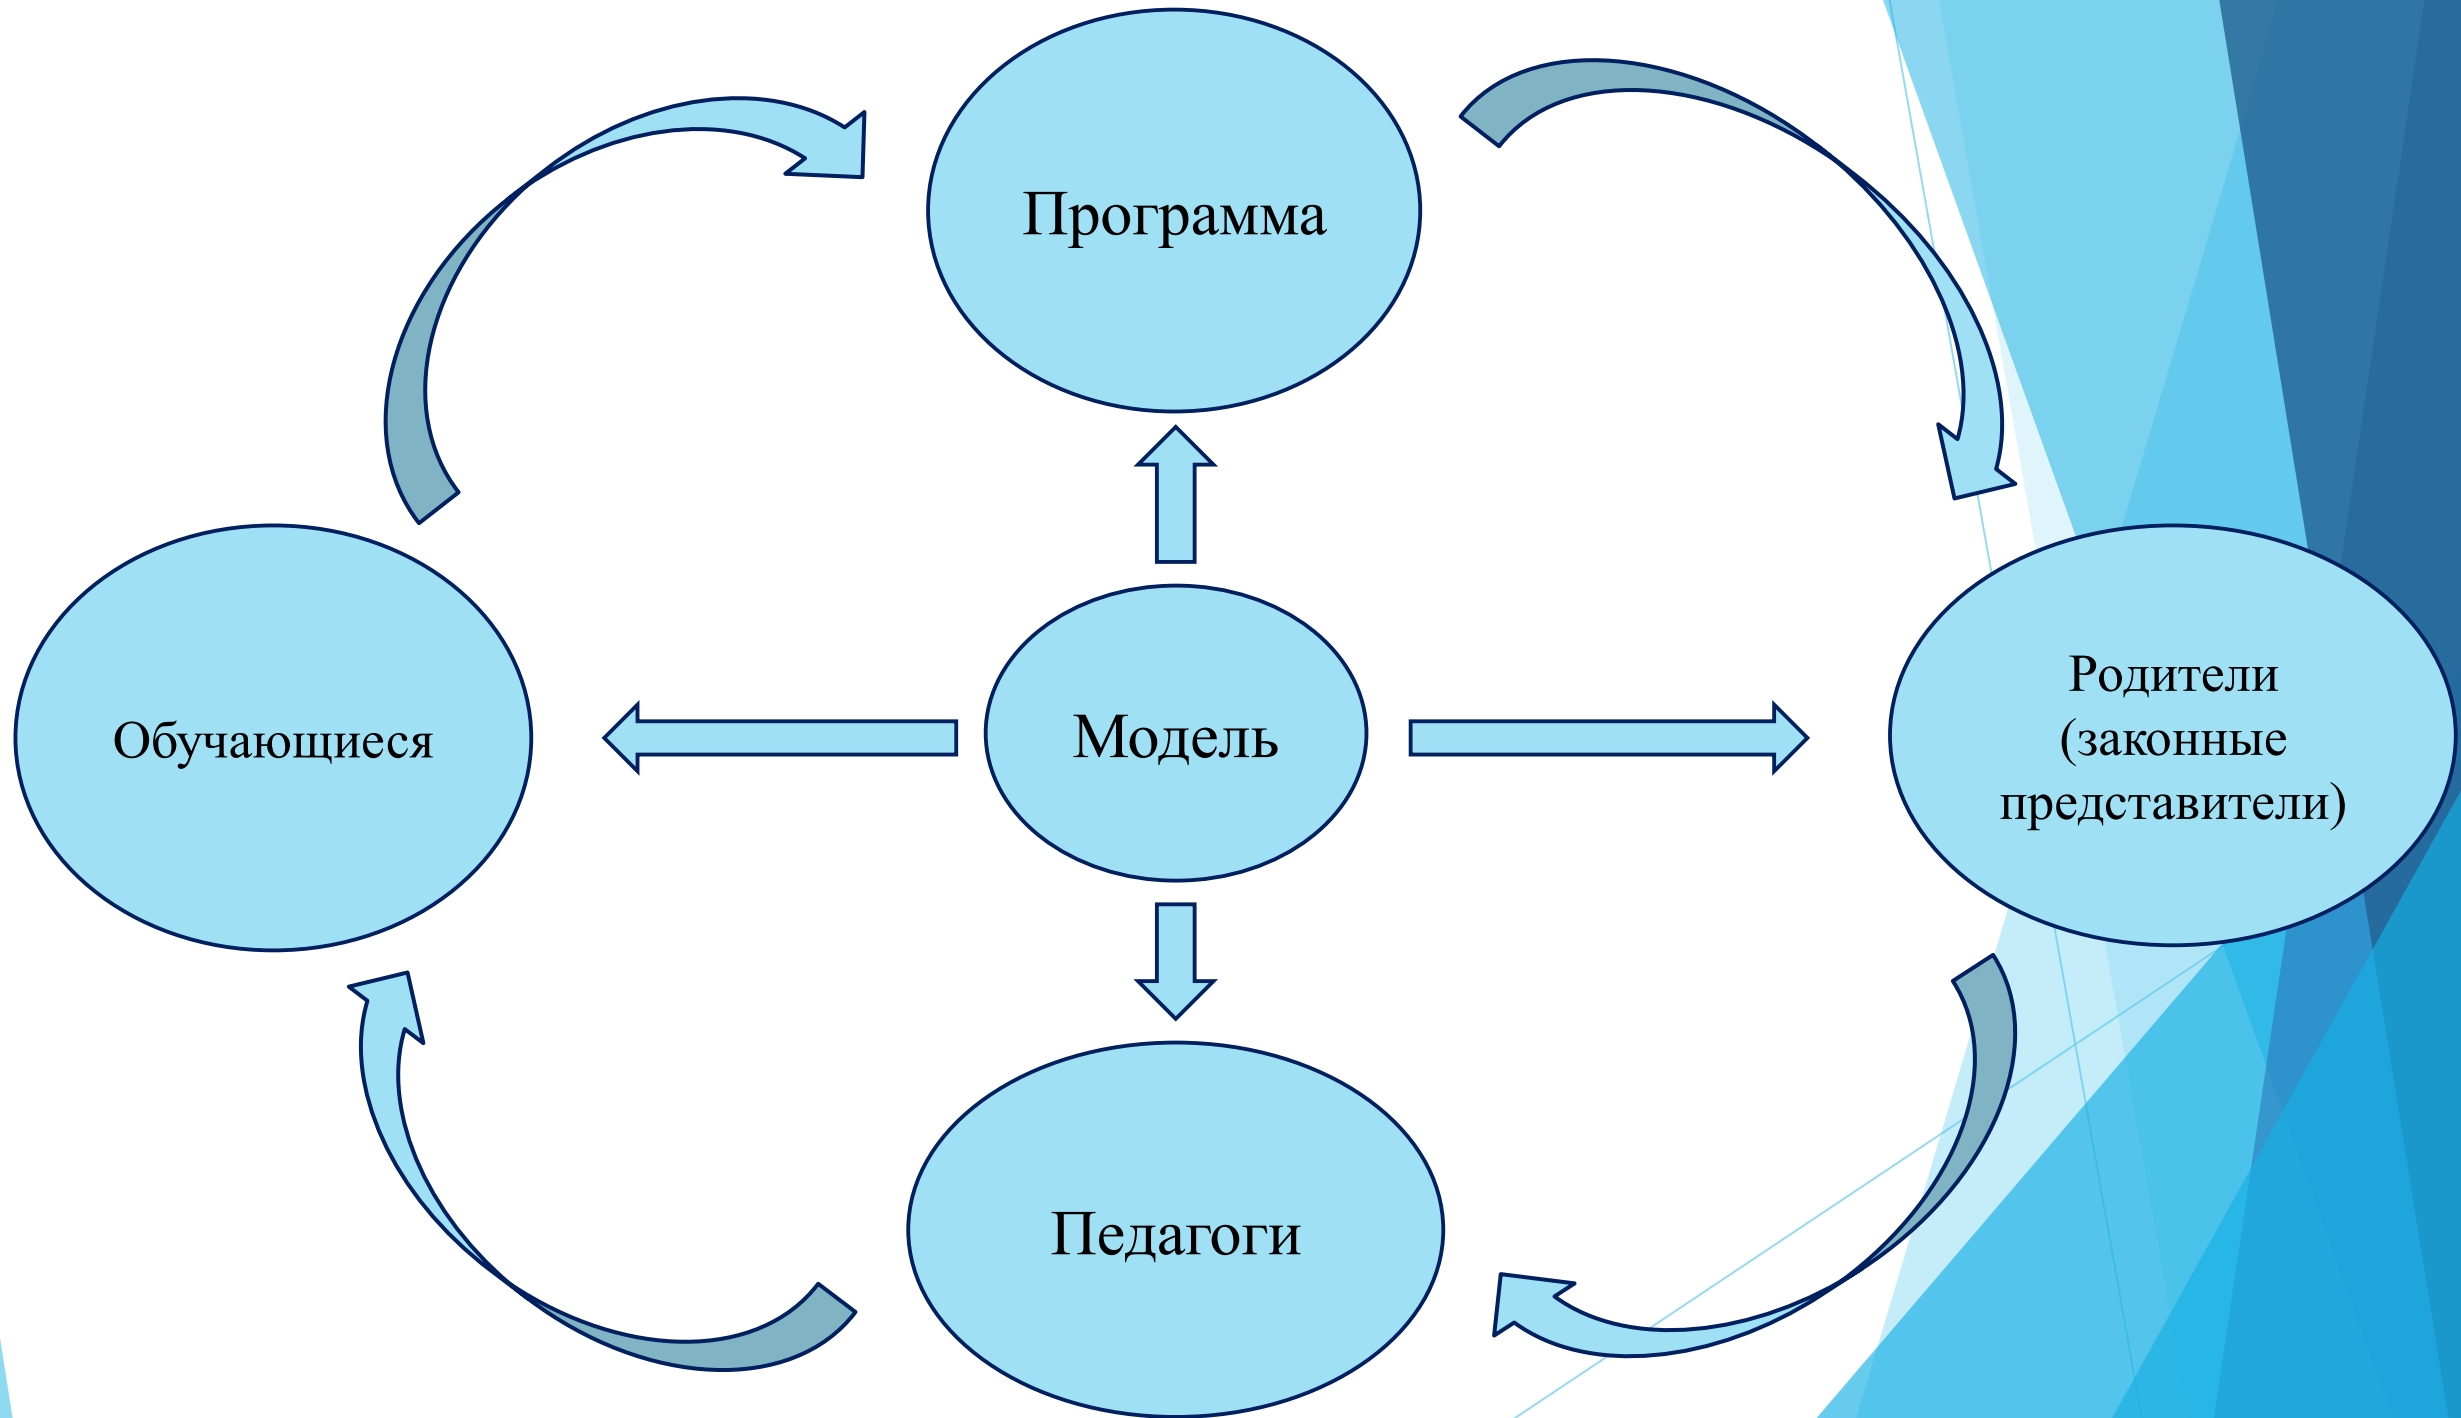 Программа
Обучающиеся
Модель
Родители
(законные
представители)
Педагоги